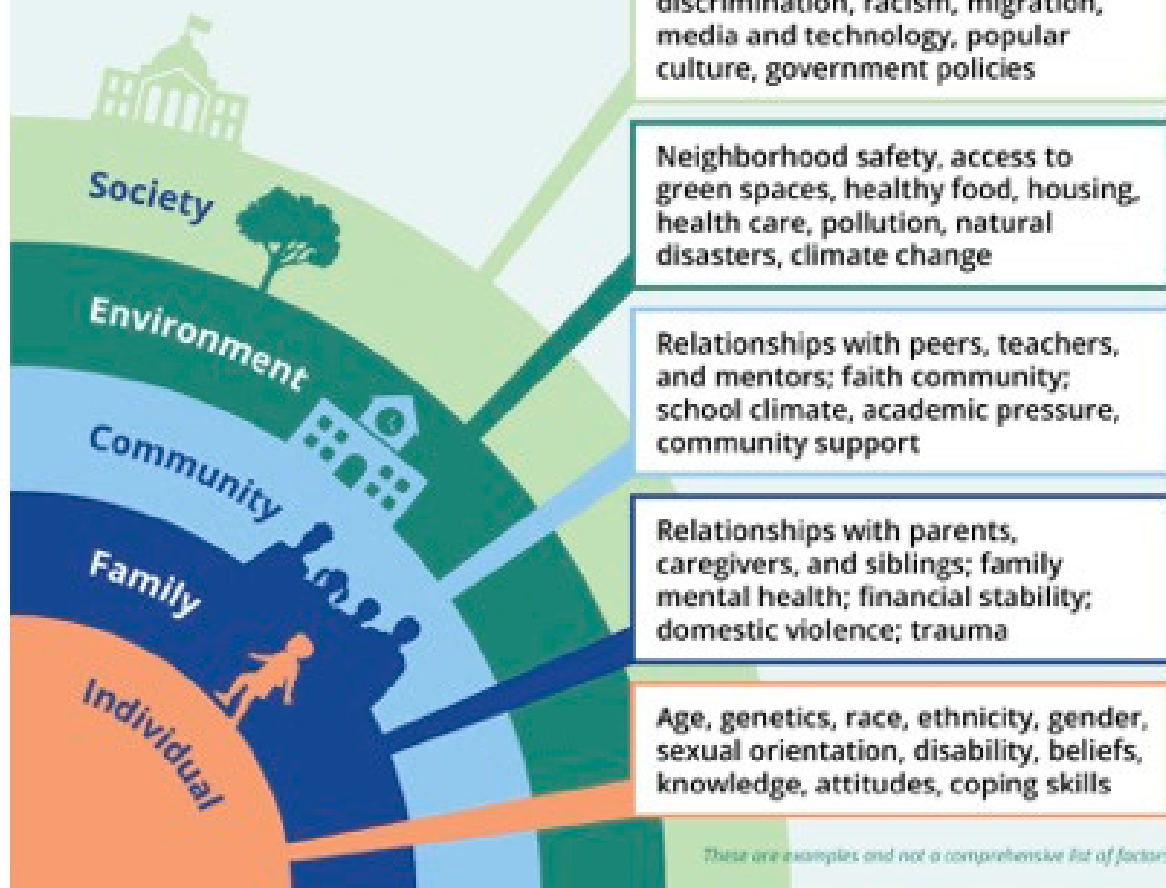 discrimination, racism, migration,
media and technology, popular
culture, government policies
Society
Neighborhood safety, access to
green spaces, healthy food, housing,
health care, pollution, natural
disasters, climate change
Environment
Relationships with peers, teachers,
and mentors; faith community;
school climate, academic pressure,
community support
Community
Relationships with parents,
caregivers, and siblings; family
mental health; financial stability;
domestic violence; trauma
Family
Age, genetics, race, ethnicity, gender,
sexual orientation, disability, beliefs,
knowledge, attitudes, coping skills
Individual
These are examples and not a comprehensive list of factor